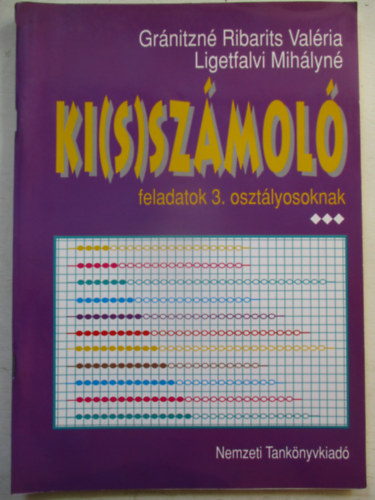 Gránitzné Ribarits Valéria
Ligetfalvi Mihályné
KI(S)SZÁMOLÓ
feladatok 3. osztályosoknak
Nemzeti Tankönyvkiadó